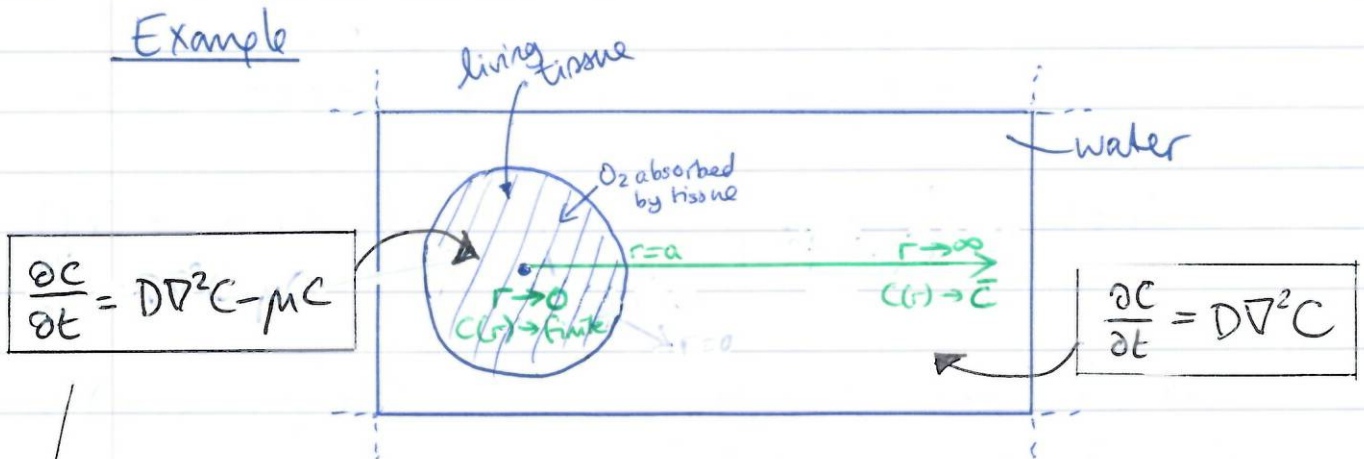 Example
living
tissue
water
O₂ absorbed
by tissue
r=a
r→∞
C(r)→C̄
r→0
C(r)→finite
∂C/∂t = D∇²C-μC
∂C/∂t = D∇²C